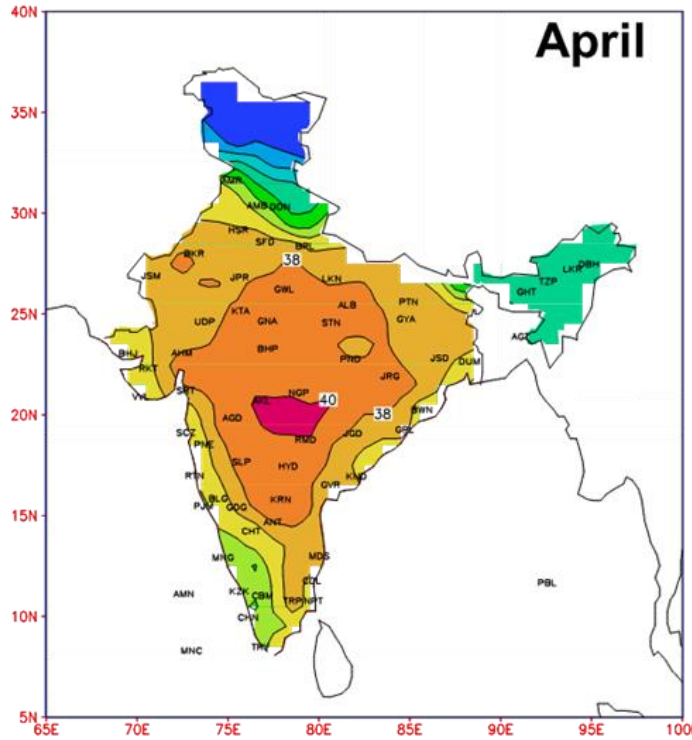 April
40N
35N
30N
AMB DDN
HSR
SFD BRL
BKR
38
JSM JPR LKN
GWL
DBH
LKR
TZP
GHT
KTA ALB PTN
25N
UDP GNA STN GYA
AGT
BHJ AHM BHP PND JSD DUM
RKT
JRG
SRT NGP
40
20N
AGD 38 BWN
SCZ RMD JGD GPL
PNE
SLP HYD
RTN GVR
BLG KRN
15N
PJM GDG
ANT
CHT
MNG MDS
CDL PBL
AMN KZK CBM TRP NPT
10N
CHN
MNC TRV
5N
65E 70E 75E 80E 85E 90E 95E 100